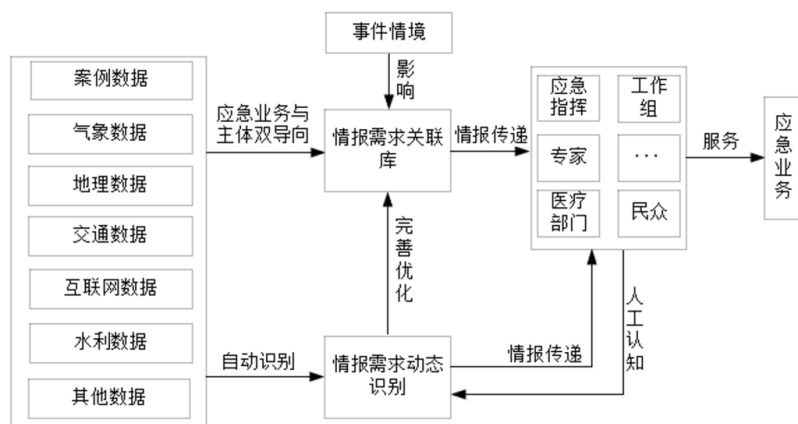 事件情境
影响
案例数据
气象数据
地理数据
交通数据
互联网数据
水利数据
其他数据
应急业务与
主体双导向
情报需求关联
库
情报传递
应急
指挥
工作
组
专家
···
医疗
部门
民众
服务
应急业务
完善优化
自动识别
情报需求动态
识别
情报传递
人工认知